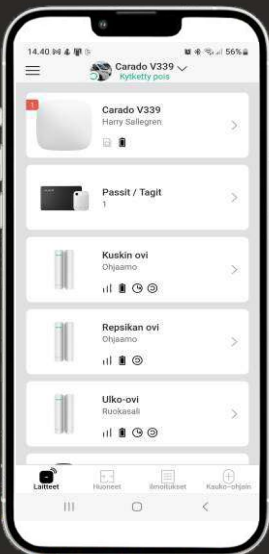 14.40
56%
Carado V339
Kytketty pois
1
Carado V339
Harry Sallegren
Passit / Tagit
1
Kuskin ovi
Ohjaamo
Repsikan ovi
Ohjaamo
Ulko-ovi
Ruokasali
Laitteet
Huoneet
Ilmoitukset
Kauko-ohjain